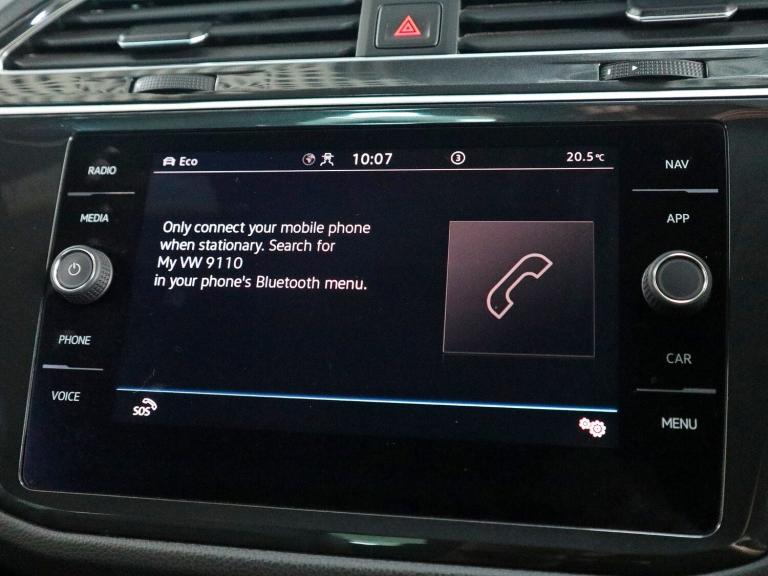 RADIO
MEDIA
PHONE
VOICE
Eco
10:07
3
20.5°C
Only connect your mobile phone
when stationary. Search for
My VW 9110
in your phone's Bluetooth menu.
SOS
NAV
APP
CAR
MENU